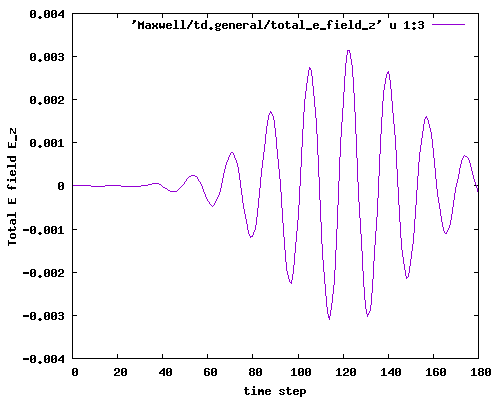 'Maxwell/td.general/total_e_field_z' u 1:3
0.004
0.003
0.002
0.001
0
-0.001
-0.002
-0.003
-0.004
Total E field E_z
0 20 40 60 80 100 120 140 160 180
time step